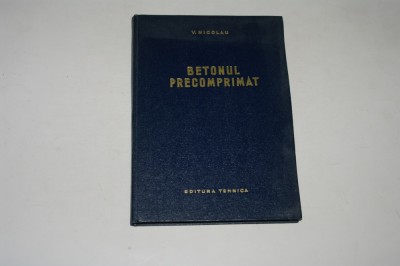 V. NICOLAU
BETONUL
PRECOMPRIMAT
EDITURA TEHNICA